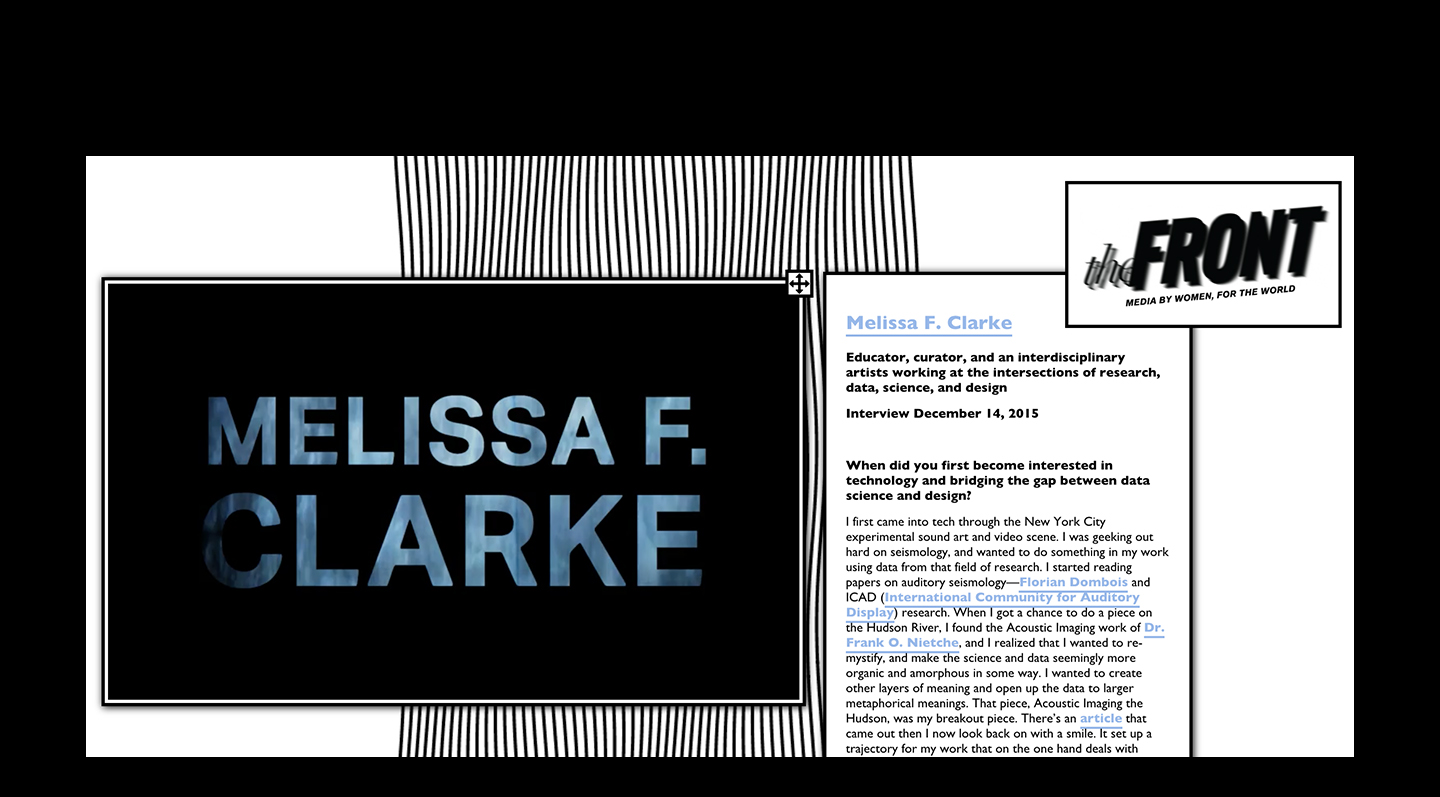 MELISSA F.
CLARKE
the FRONT
MEDIA BY WOMEN, FOR THE WORLD
Melissa F. Clarke
Educator, curator, and an interdisciplinary
artists working at the intersections of research,
data, science, and design
Interview December 14, 2015
When did you first become interested in
technology and bridging the gap between data
science and design?
I first came into tech through the New York City
experimental sound art and video scene. I was geeking out
hard on seismology, and wanted to do something in my work
using data from that field of research. I started reading
papers on auditory seismology—Florian Dombois and
ICAD (International Community for Auditory
Display) research. When I got a chance to do a piece on
the Hudson River, I found the Acoustic Imaging work of Dr.
Frank O. Nietche, and I realized that I wanted to re-
mystify, and make the science and data seemingly more
organic and amorphous in some way. I wanted to create
other layers of meaning and open up the data to larger
metaphorical meanings. That piece, Acoustic Imaging the
Hudson, was my breakout piece. There's an article that
came out then I now look back on with a smile. It set up a
trajectory for my work that on the one hand deals with